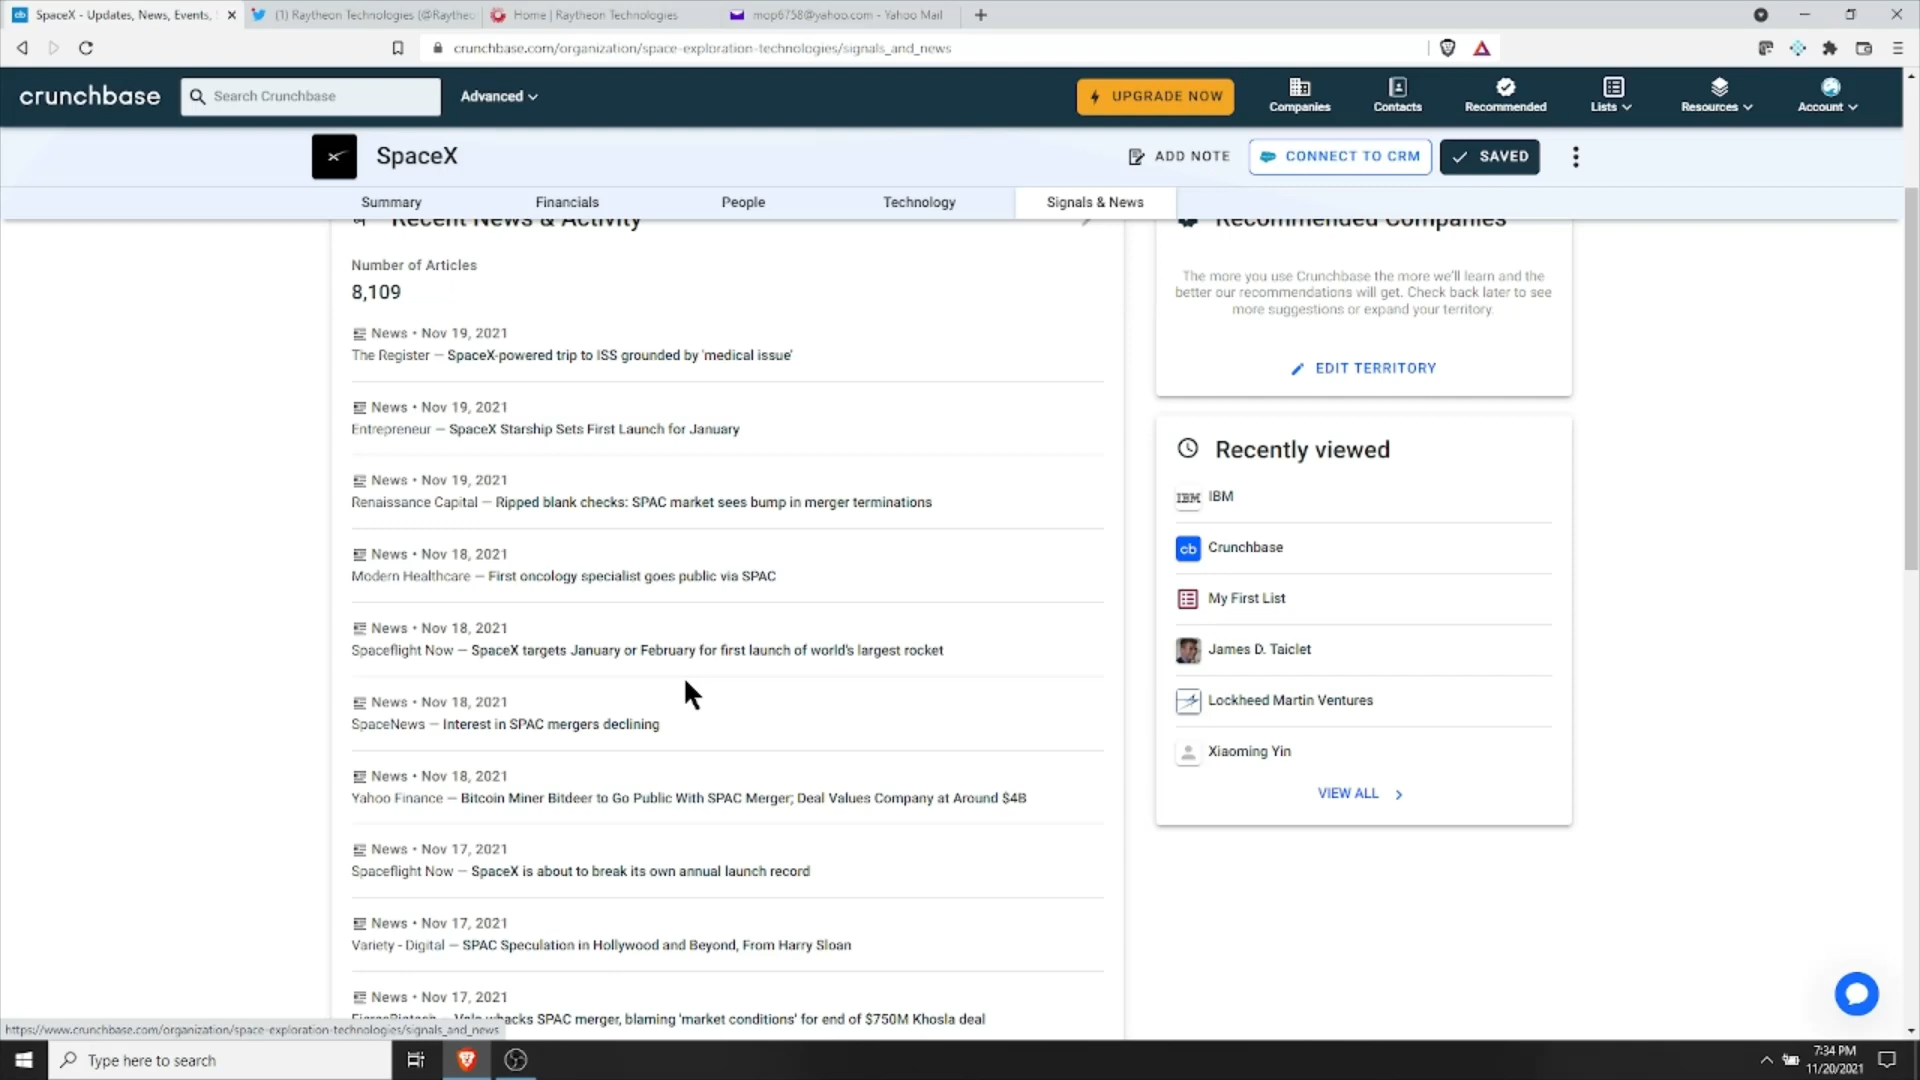 SpaceX - Updates, News, Events,
(1) Raytheon Technologies (@Raythe
Home | Raytheon Technologies
mop6758@yahoo.com - Yahoo Mail
crunchbase.com/organization/space-exploration-technologies/signals_and_news
crunchbase
Search Crunchbase
Advanced
UPGRADE NOW
Companies
Contacts
Recommended
Lists
Resources
Account
SpaceX
ADD NOTE
CONNECT TO CRM
SAVED
Summary
Financials
People
Technology
Signals & News
Recent News & Activity
Number of Articles
8,109
News • Nov 19, 2021
The Register — SpaceX-powered trip to ISS grounded by 'medical issue'
News • Nov 19, 2021
Entrepreneur — SpaceX Starship Sets First Launch for January
News • Nov 19, 2021
Renaissance Capital — Ripped blank checks: SPAC market sees bump in merger terminations
News • Nov 18, 2021
Modern Healthcare — First oncology specialist goes public via SPAC
News • Nov 18, 2021
Spaceflight Now — SpaceX targets January or February for first launch of world's largest rocket
News • Nov 18, 2021
SpaceNews — Interest in SPAC mergers declining
News • Nov 18, 2021
Yahoo Finance — Bitcoin Miner Bitdeer to Go Public With SPAC Merger; Deal Values Company at Around $4B
News • Nov 17, 2021
Spaceflight Now — SpaceX is about to break its own annual launch record
News • Nov 17, 2021
Variety - Digital — SPAC Speculation in Hollywood and Beyond, From Harry Sloan
News • Nov 17, 2021
whacks SPAC merger, blaming 'market conditions' for end of $750M Khosla deal
Recommended Companies
The more you use Crunchbase the more we'll learn and the
better our recommendations will get. Check back later to see
more suggestions or expand your territory.
EDIT TERRITORY
Recently viewed
IBM
IBM
cb
Crunchbase
My First List
James D. Taiclet
Lockheed Martin Ventures
Xiaoming Yin
VIEW ALL
https://www.crunchbase.com/organization/space-exploration-technologies/signals_and_news
Type here to search
7:34 PM
11/20/2021